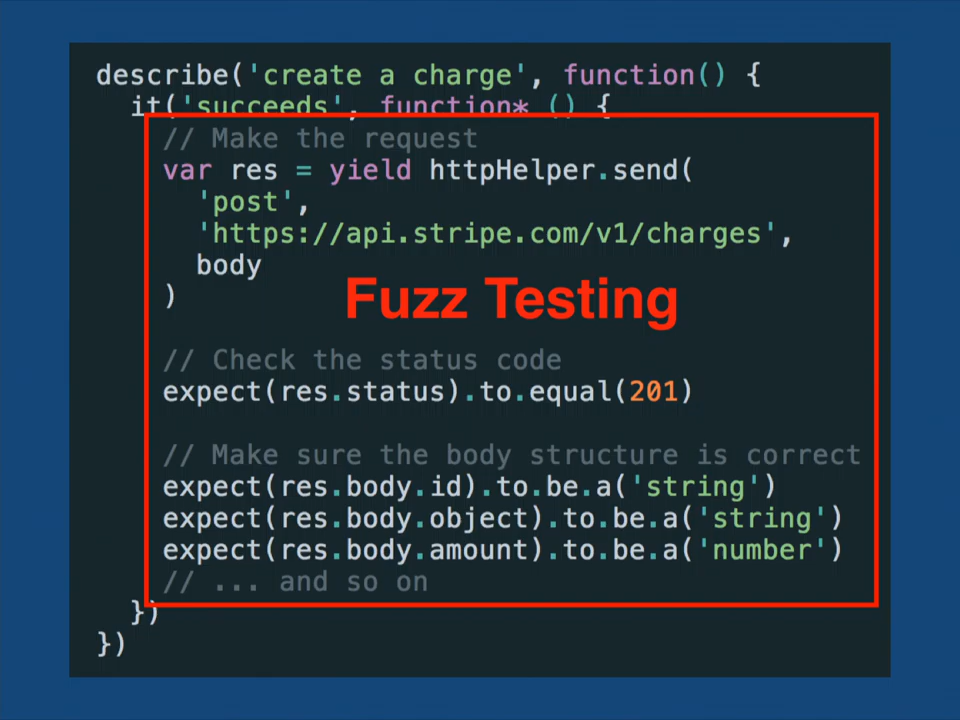 describe('create a charge', function() {
it('succeeds', function* () {
// Make the request
var res = yield httpHelper.send(
'post',
'https://api.stripe.com/v1/charges',
body
)
Fuzz Testing
// Check the status code
expect(res.status).to.equal(201)
// Make sure the body structure is correct
expect(res.body.id).to.be.a('string')
expect(res.body.object).to.be.a('string')
expect(res.body.amount).to.be.a('number')
// ... and so on
})
})